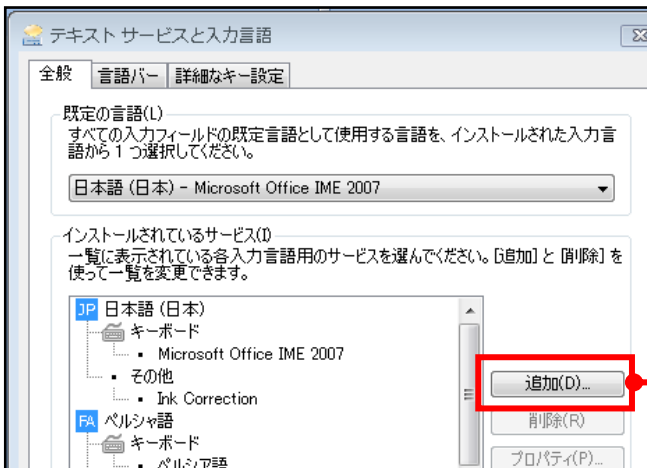 テキスト サービスと入力言語
全般 言語バー 詳細なキー設定
既定の言語(L)
すべての入力フィールドの既定言語として使用する言語を、インストールされた入力言
語から 1 つ選択してください。
日本語 (日本) - Microsoft Office IME 2007
インストールされているサービス(I)
一覧に表示されている各入力言語用のサービスを選んでください。[追加] と [削除] を
使って一覧を変更できます。
JP 日本語 (日本)
キーボード
Microsoft Office IME 2007
その他
Ink Correction
FA ペルシャ語
キーボード
ペルシア語
追加(D)...
削除(R)
プロパティ(P)...